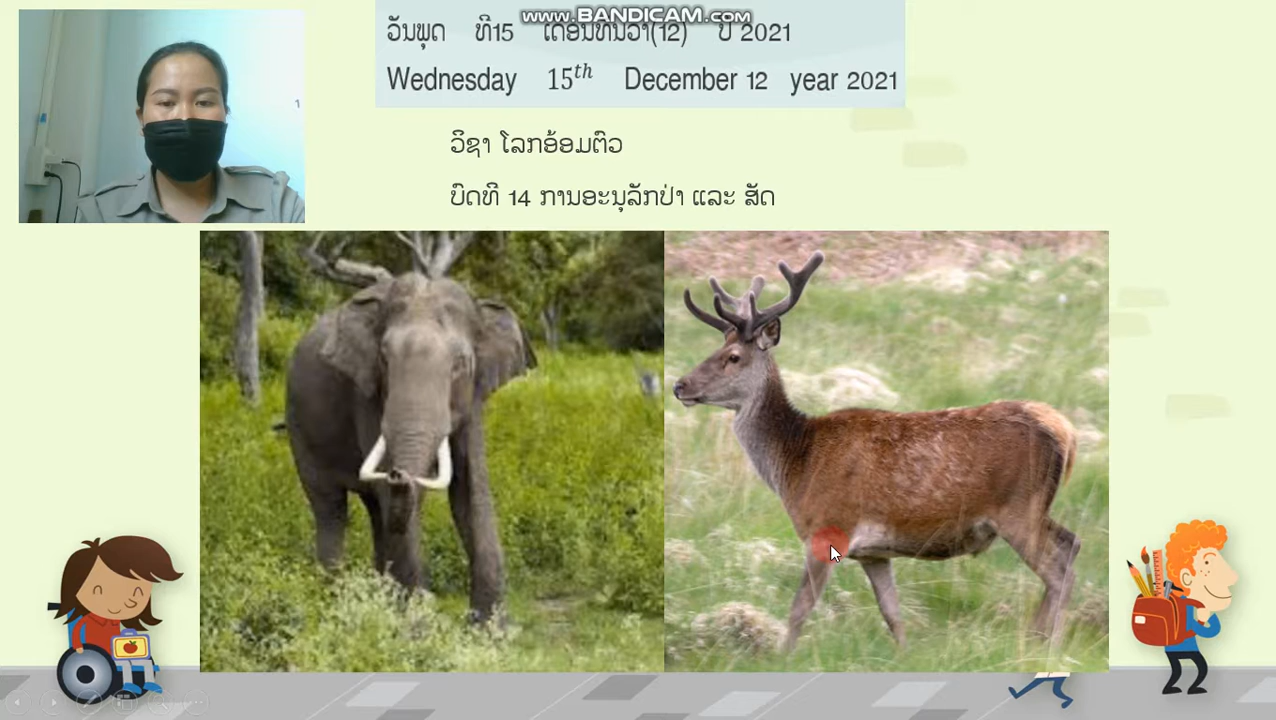 www.BANDICAM.com
ວັນພຸດ ທີ15 ເດືອນທັນວາ(12) ປີ 2021
Wednesday 15th December 12 year 2021
ວິຊາ ໂລກອ້ອມຕົວ
ບົດທີ 14 ການອະນຸລັກປ່າ ແລະ ສັດ